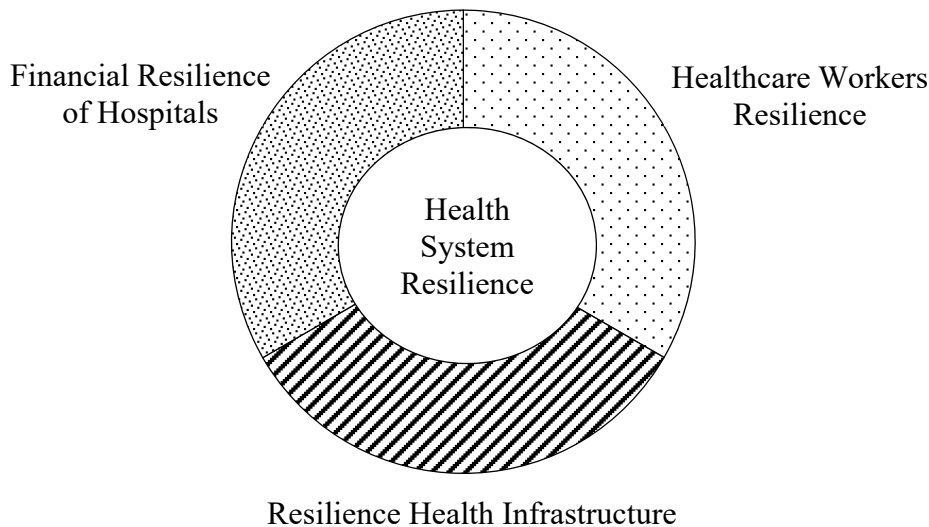 Financial Resilience
of Hospitals
Healthcare Workers
Resilience
Health
System
Resilience
Resilience Health Infrastructure